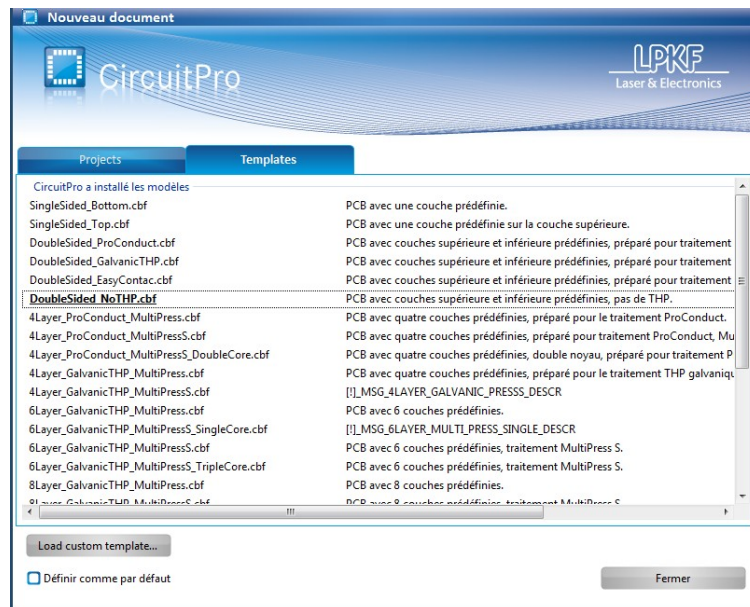 Nouveau document
CircuitPro
LPKF
Laser & Electronics
Projects Templates
CircuitPro a installé les modèles
SingleSided_Bottom.cbf PCB avec une couche prédéfinie.
SingleSided_Top.cbf PCB avec une couche prédéfinie sur la couche supérieure.
DoubleSided_ProConduct.cbf PCB avec couches supérieure et inférieure prédéfinies, préparé pour traitement
DoubleSided_GalvanicTHP.cbf PCB avec couches supérieure et inférieure prédéfinies, préparé pour traitement
DoubleSided_EasyContac.cbf PCB avec couches supérieure et inférieure prédéfinies, préparé pour traitement
DoubleSided_NoTHP.cbf PCB avec couches supérieure et inférieure prédéfinies, pas de THP.
4Layer_ProConduct_MultiPress.cbf PCB avec quatre couches prédéfinies, préparé pour le traitement ProConduct.
4Layer_ProConduct_MultiPressS.cbf PCB avec quatre couches prédéfinies, préparé pour traitement ProConduct, Mu
4Layer_ProConduct_MultiPressS_DoubleCore.cbf PCB avec quatre couches prédéfinies, double noyau, préparé pour traitement P
4Layer_GalvanicTHP_MultiPress.cbf PCB avec quatre couches prédéfinies, préparé pour le traitement THP galvaniqu
4Layer_GalvanicTHP_MultiPressS.cbf [!]_MSG_4LAYER_GALVANIC_PRESSS_DESCR
6Layer_GalvanicTHP_MultiPress.cbf PCB avec 6 couches prédéfinies.
6Layer_GalvanicTHP_MultiPressS_SingleCore.cbf [!]_MSG_6LAYER_MULTI_PRESS_SINGLE_DESCR
6Layer_GalvanicTHP_MultiPressS.cbf PCB avec 6 couches prédéfinies, traitement MultiPress S.
6Layer_GalvanicTHP_MultiPressS_TripleCore.cbf PCB avec 6 couches prédéfinies, traitement MultiPress S.
8Layer_GalvanicTHP_MultiPress.cbf PCB avec 8 couches prédéfinies.
8Layer_GalvanicTHP_MultiPressS.cbf PCB avec 8 couches prédéfinies, traitement MultiPress S.
Load custom template...
Définir comme par défaut Fermer